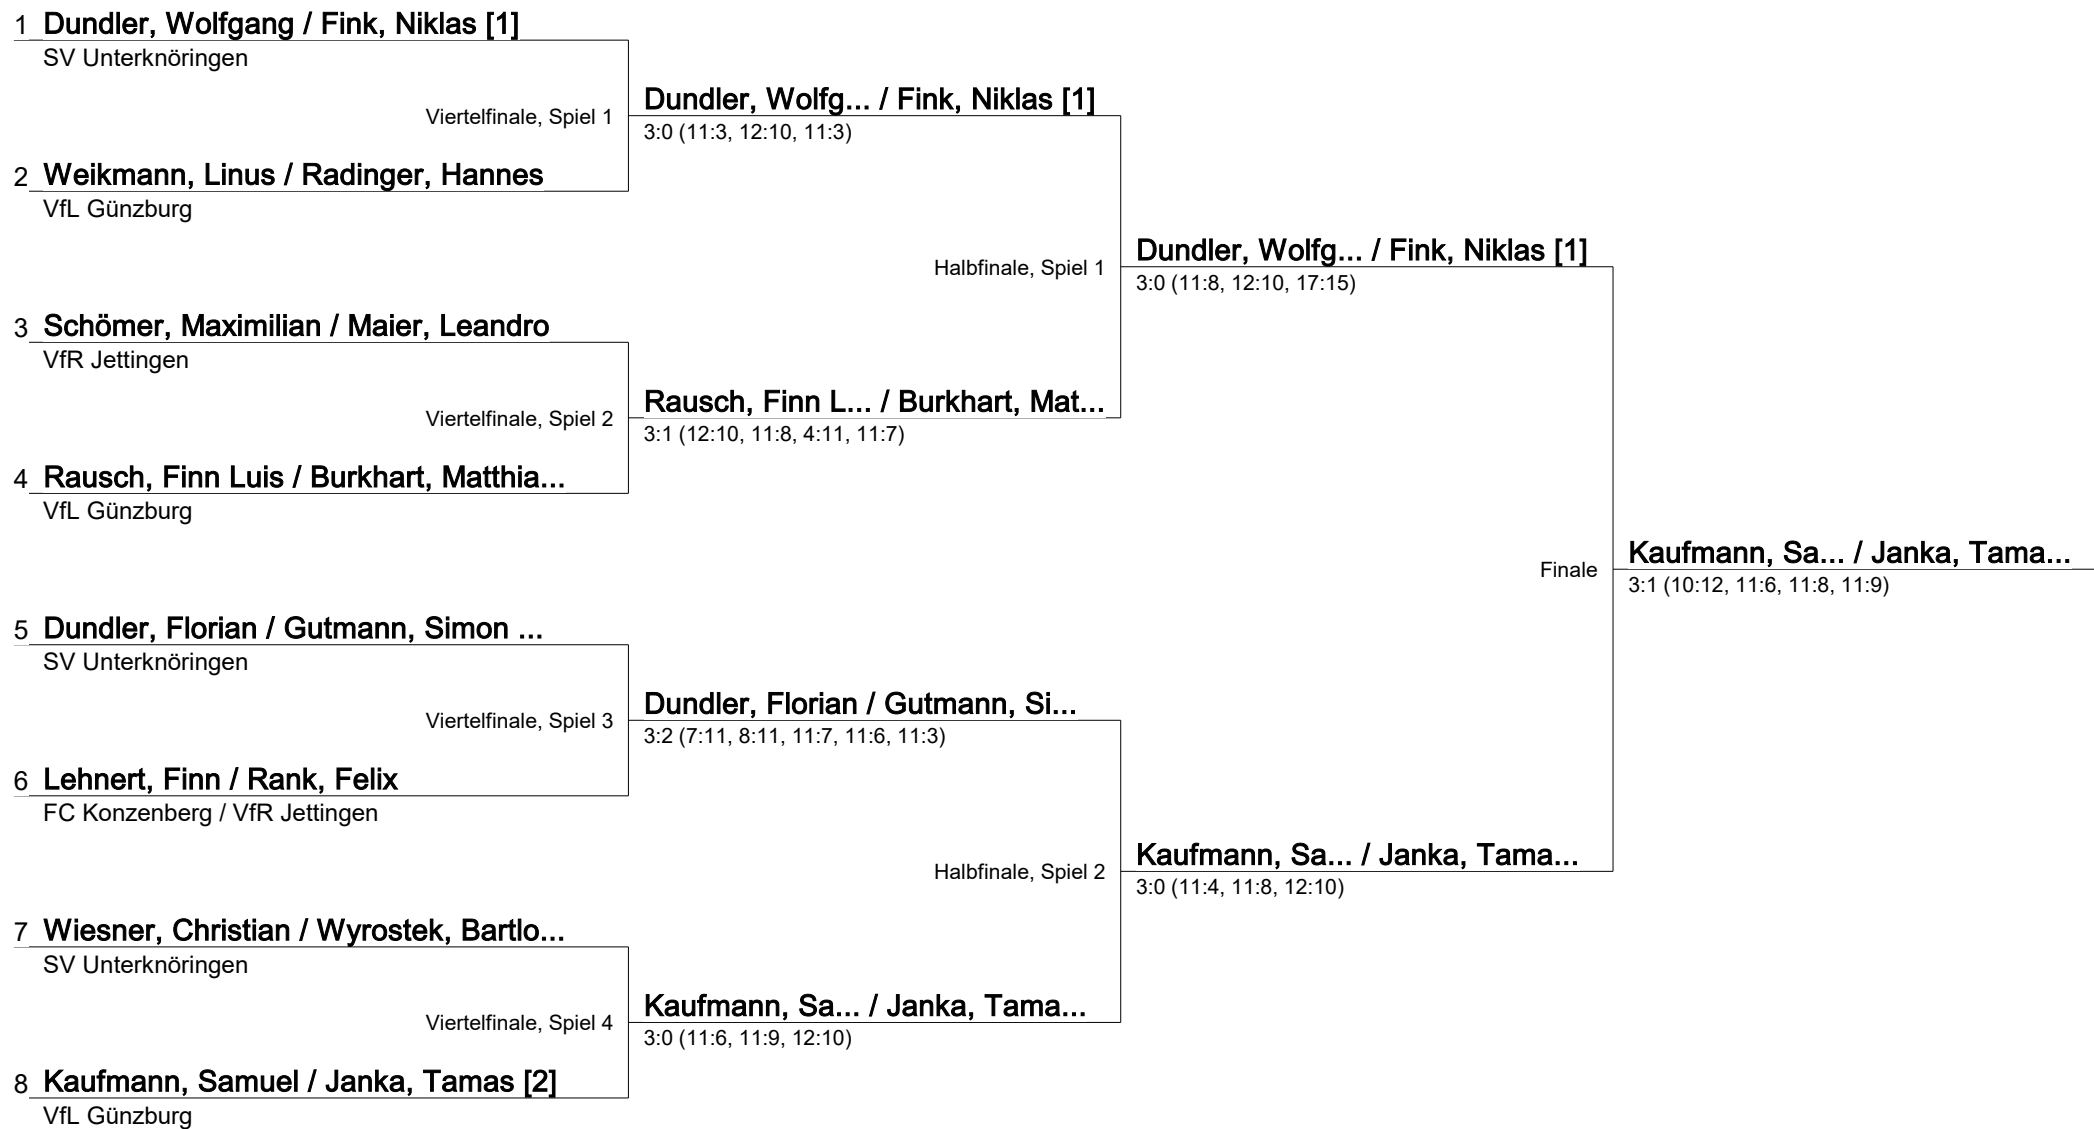 1 Dundler, Wolfgang / Fink, Niklas [1]
SV Unterknöringen
Viertelfinale, Spiel 1
Dundler, Wolfg... / Fink, Niklas [1]
3:0 (11:3, 12:10, 11:3)
2 Weikmann, Linus / Radinger, Hannes
VfL Günzburg
Halbfinale, Spiel 1
Dundler, Wolfg... / Fink, Niklas [1]
3:0 (11:8, 12:10, 17:15)
3 Schömer, Maximilian / Maier, Leandro
VfR Jettingen
Viertelfinale, Spiel 2
Rausch, Finn L... / Burkhart, Mat...
3:1 (12:10, 11:8, 4:11, 11:7)
4 Rausch, Finn Luis / Burkhart, Matthia...
VfL Günzburg
Finale
Kaufmann, Sa... / Janka, Tama...
3:1 (10:12, 11:6, 11:8, 11:9)
5 Dundler, Florian / Gutmann, Simon ...
SV Unterknöringen
Viertelfinale, Spiel 3
Dundler, Florian / Gutmann, Si...
3:2 (7:11, 8:11, 11:7, 11:6, 11:3)
6 Lehnert, Finn / Rank, Felix
FC Konzenberg / VfR Jettingen
Halbfinale, Spiel 2
Kaufmann, Sa... / Janka, Tama...
3:0 (11:4, 11:8, 12:10)
7 Wiesner, Christian / Wyrostek, Bartlo...
SV Unterknöringen
Viertelfinale, Spiel 4
Kaufmann, Sa... / Janka, Tama...
3:0 (11:6, 11:9, 12:10)
8 Kaufmann, Samuel / Janka, Tamas [2]
VfL Günzburg